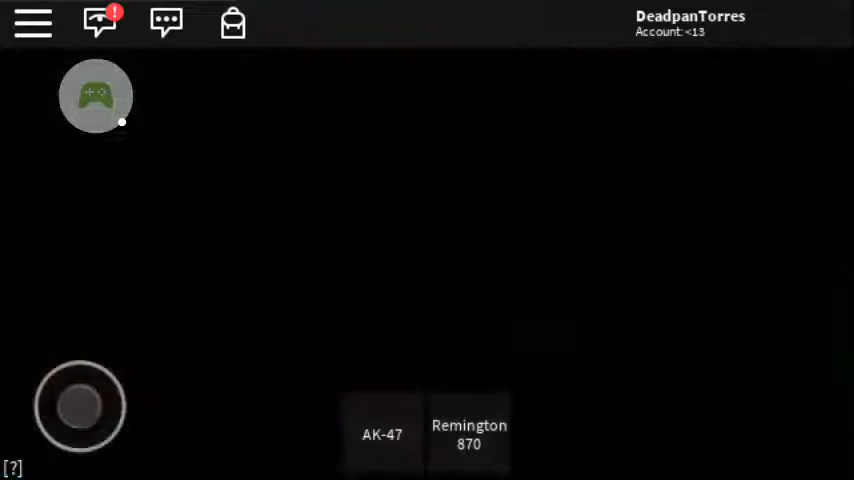 DeadpanTorres
Account: <13
AK-47
Remington
870
[?]